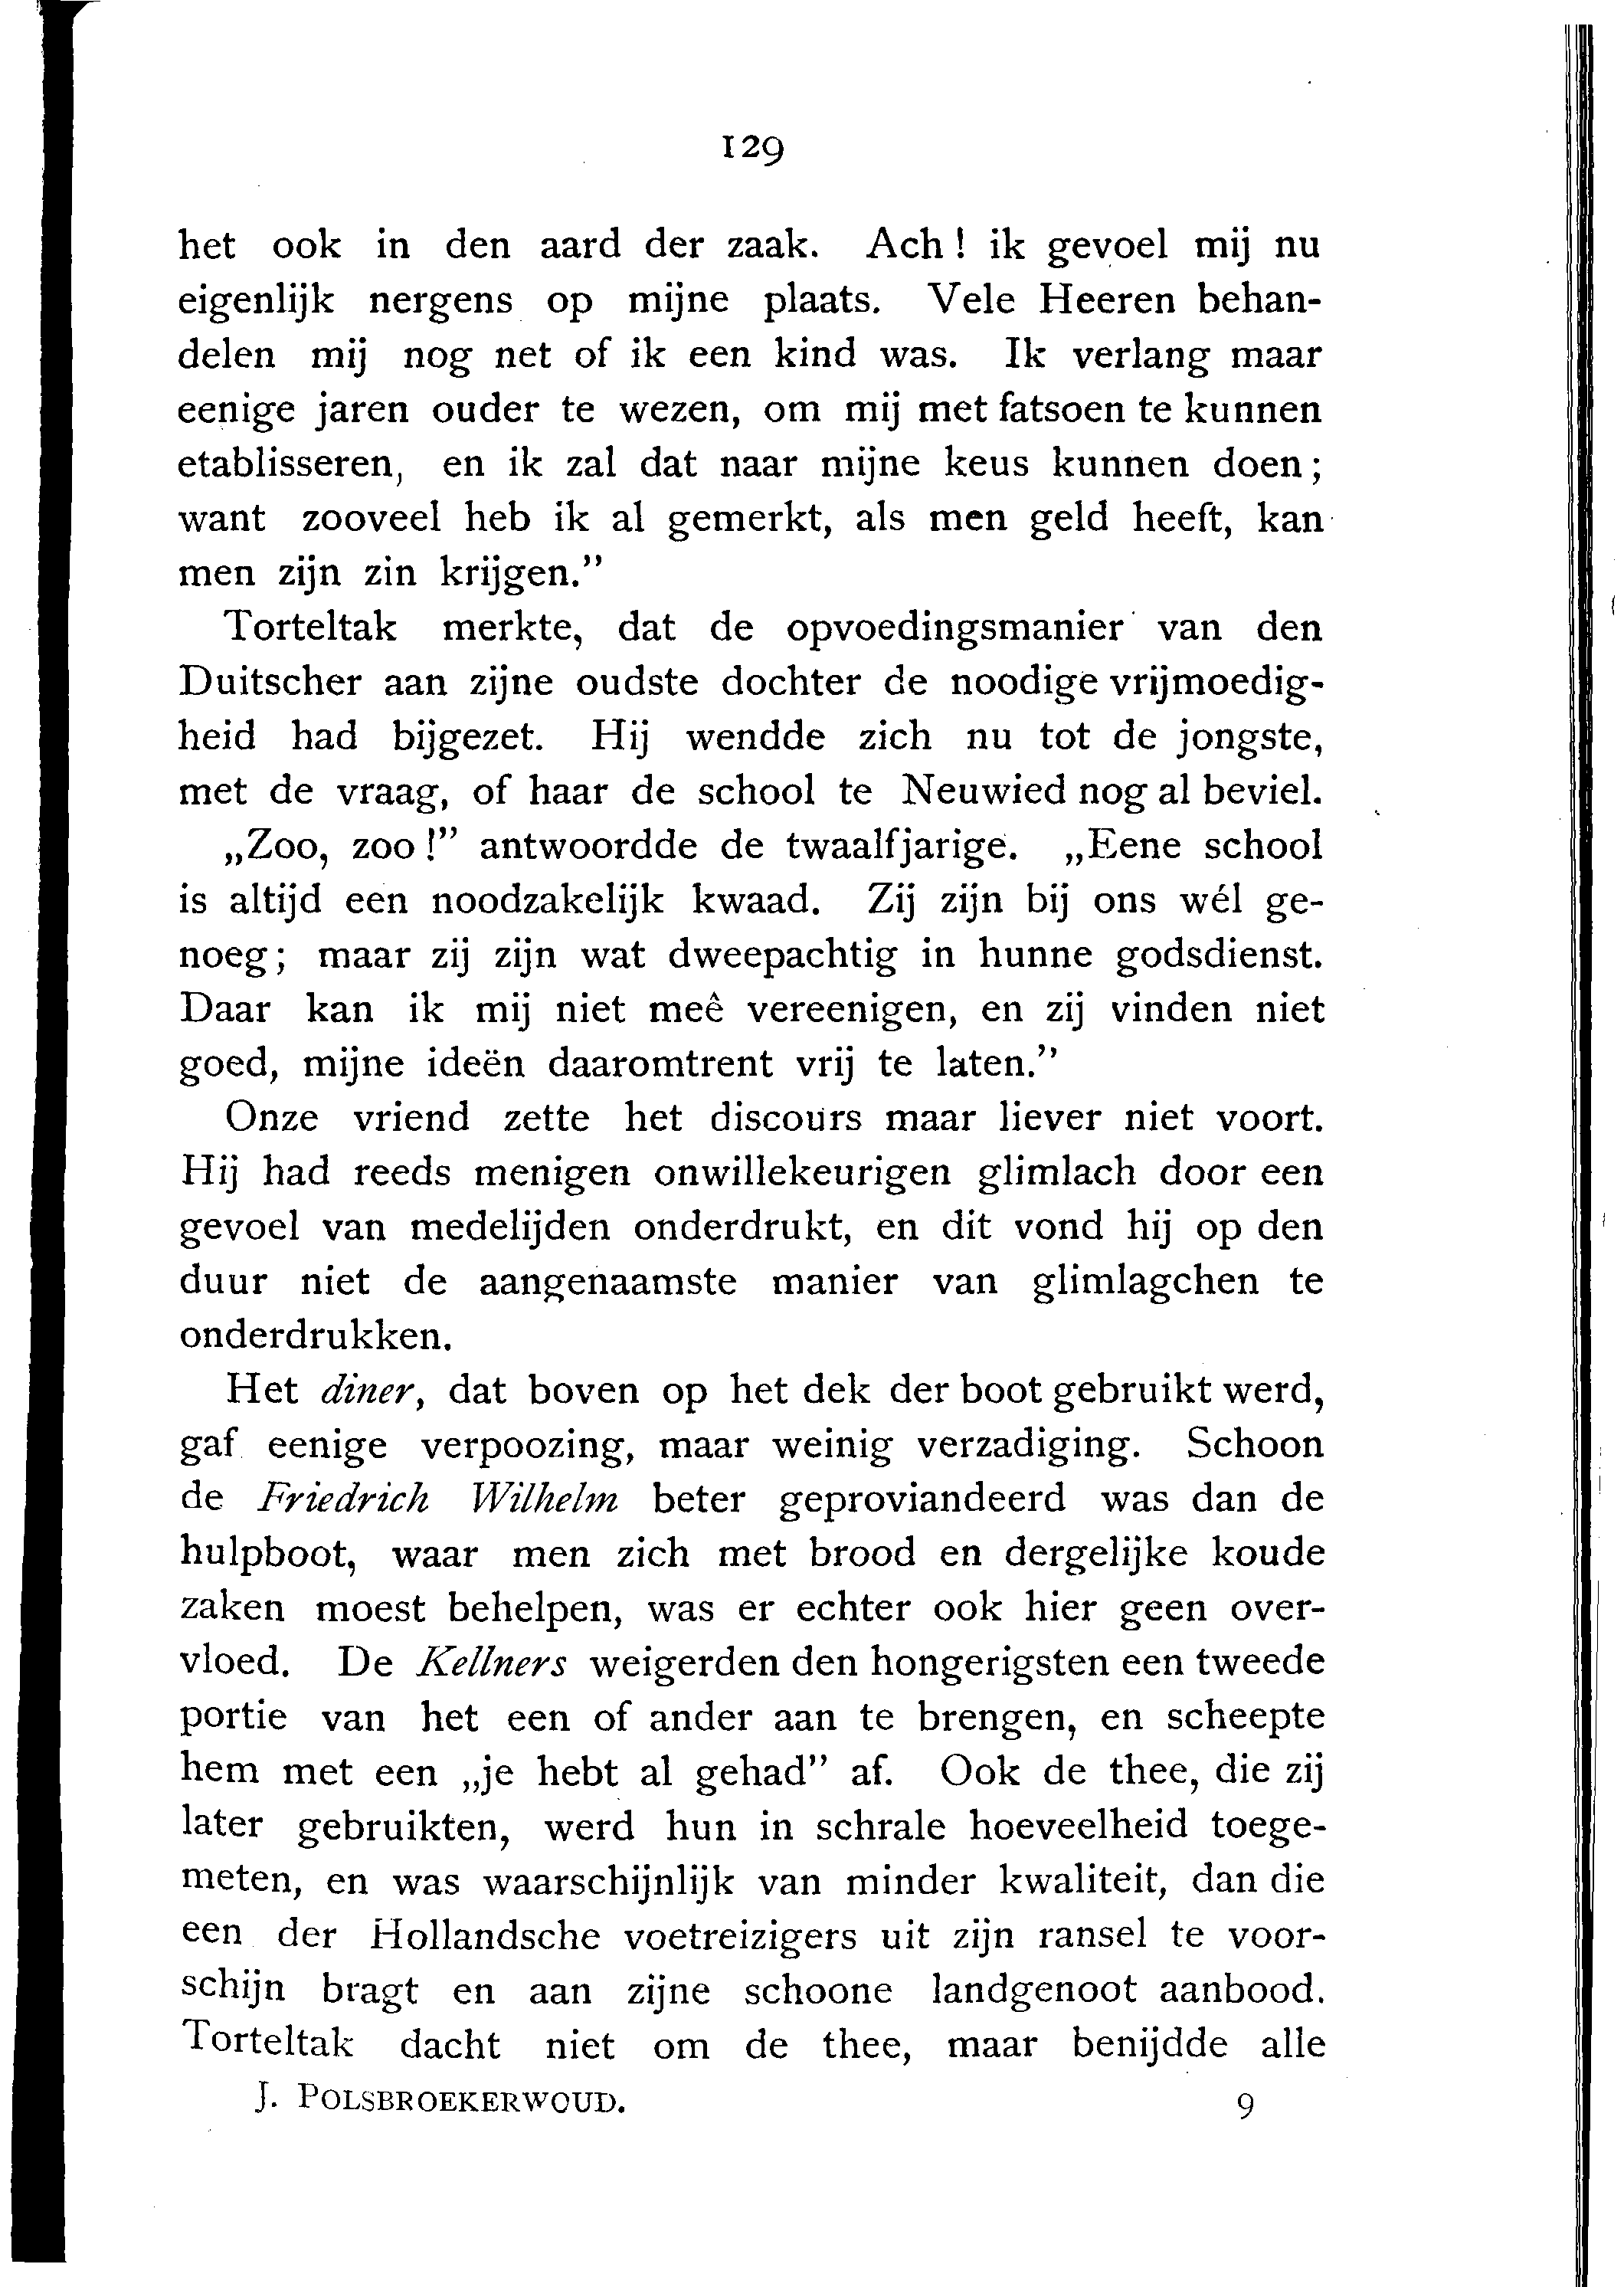 129
het ook in den aard der zaak. Ach! ik gevoel mij nu
eigenlijk nergens op mijne plaats. Vele Heeren behan-
delen mij nog net of ik een kind was. Ik verlang maar
eenige jaren ouder te wezen, om mij met fatsoen te kunnen
etablisseren, en ik zal dat naar mijne keus kunnen doen;
want zooveel heb ik al gemerkt, als men geld heeft, kan
men zijn zin krijgen.”
Torteltak merkte, dat de opvoedingsmanier van den
Duitscher aan zijne oudste dochter de noodige vrijmoedig-
heid had bijgezet. Hij wendde zich nu tot de jongste,
met de vraag, of haar de school te Neuwied nog al beviel.
„Zoo, zoo!” antwoordde de twaalfjarige. „Eene school
is altijd een noodzakelijk kwaad. Zij zijn bij ons wél ge-
noeg; maar zij zijn wat dweepachtig in hunne godsdienst.
Daar kan ik mij niet meê vereenigen, en zij vinden niet
goed, mijne ideën daaromtrent vrij te laten.”
Onze vriend zette het discours maar liever niet voort.
Hij had reeds menigen onwillekeurigen glimlach door een
gevoel van medelijden onderdrukt, en dit vond hij op den
duur niet de aangenaamste manier van glimlagchen te
onderdrukken.
Het diner, dat boven op het dek der boot gebruikt werd,
gaf eenige verpoozing, maar weinig verzadiging. Schoon
de Friedrich Wilhelm beter geproviandeerd was dan de
hulpboot, waar men zich met brood en dergelijke koude
zaken moest behelpen, was er echter ook hier geen over-
vloed. De Kellners weigerden den hongerigsten een tweede
portie van het een of ander aan te brengen, en scheepte
hem met een „je hebt al gehad” af. Ook de thee, die zij
later gebruikten, werd hun in schrale hoeveelheid toege-
meten, en was waarschijnlijk van minder kwaliteit, dan die
een der Hollandsche voetreizigers uit zijn ransel te voor-
schijn bragt en aan zijne schoone landgenoot aanbood.
Torteltak dacht niet om de thee, maar benijdde alle
J. POLSBROEKERWOUD. 9